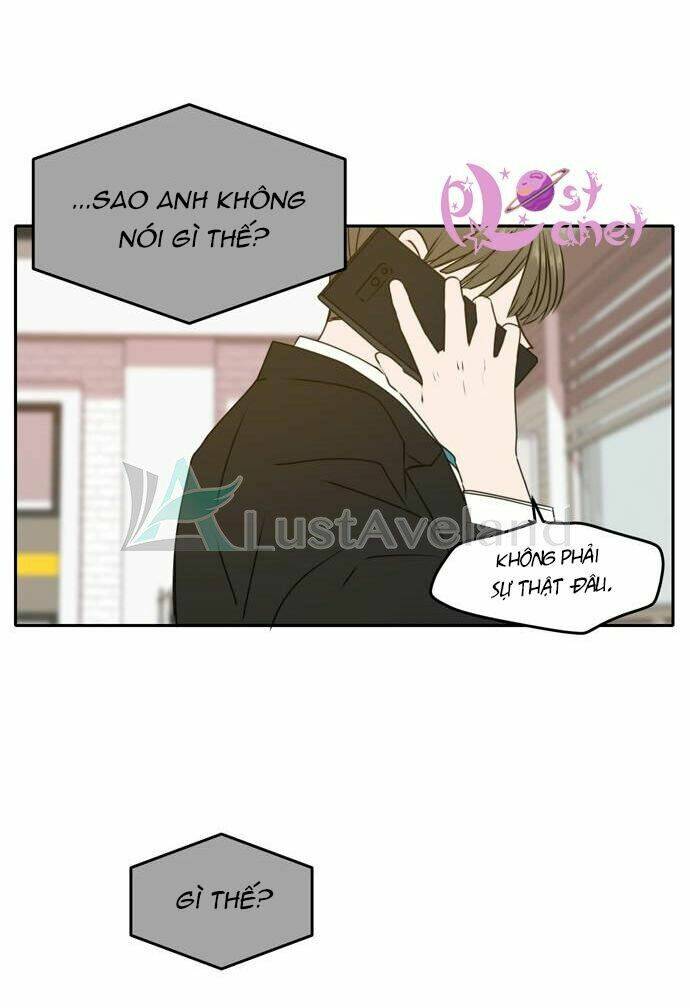 ...SAO ANH KHÔNG
NÓI GÌ THẾ?
Lost
Planet
LustAveland
KHÔNG PHẢI
SỰ THẬT ĐÂU.
GÌ THẾ?